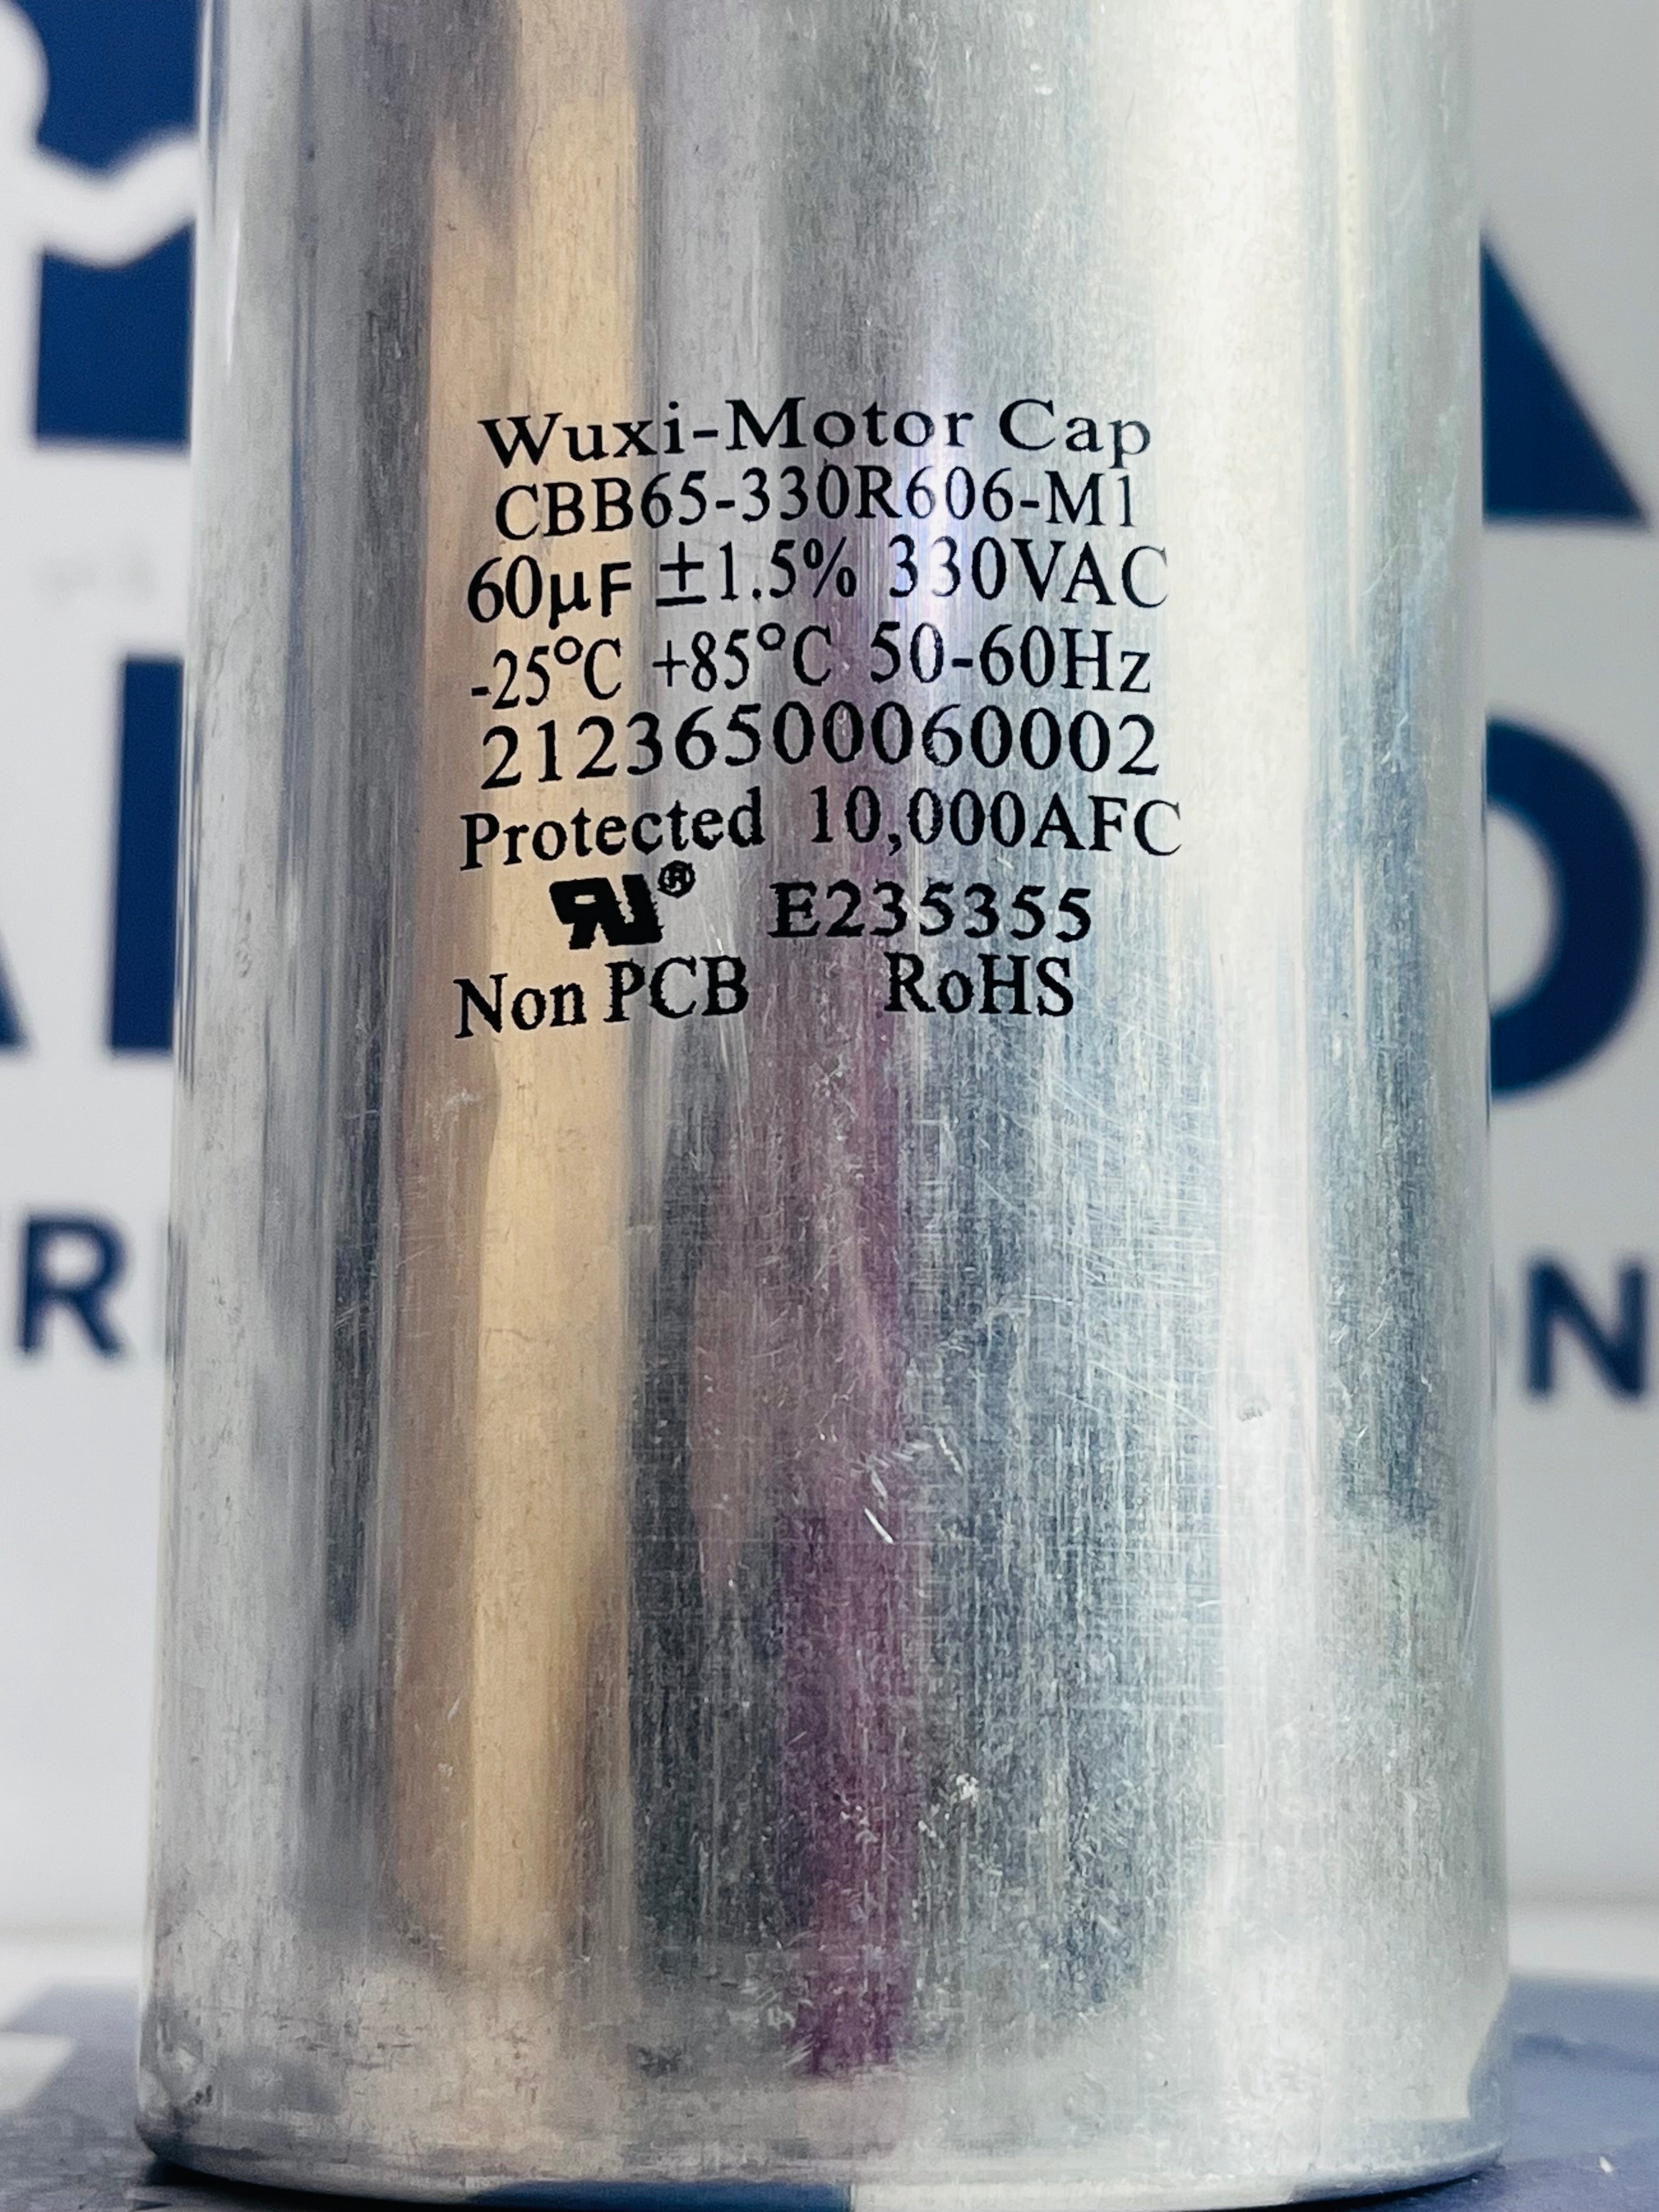 Wuxi-Motor Cap
CBB65-330R606-M1
60µF ±1.5% 330VAC
-25°C +85°C 50-60Hz
21236500060002
Protected 10,000AFC
RU® E235355
Non PCB RoHS